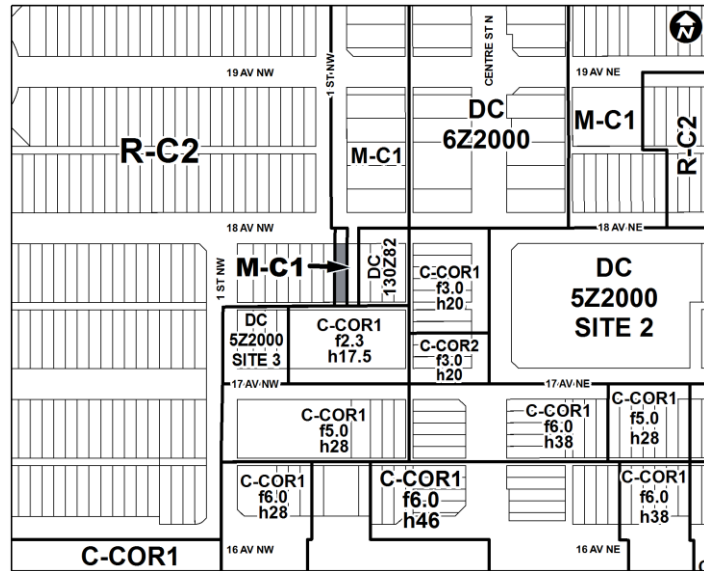 N
19 AV NW
1 ST NW
CENTRE ST N
19 AV NE
DC
6Z2000
M-C1
R-C2
R-C2
M-C1
18 AV NW
18 AV NE
1 ST NW
M-C1
DC
130Z82
C-COR1
f3.0
h20
DC
5Z2000
SITE 2
DC
5Z2000
SITE 3
C-COR1
f2.3
h17.5
C-COR2
f3.0
h20
17 AV NW
17 AV NE
C-COR1
f5.0
h28
C-COR1
f6.0
h38
C-COR1
f5.0
h28
C-COR1
f6.0
h28
C-COR1
f6.0
h46
C-COR1
f6.0
h38
C-COR1
16 AV NW
16 AV NE